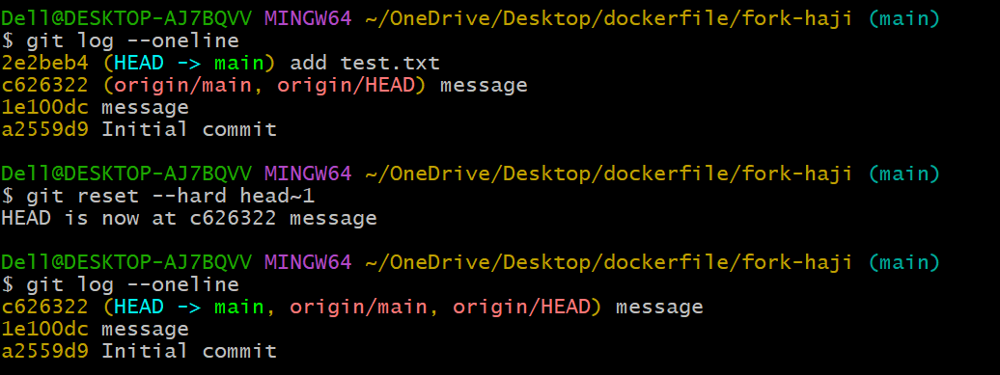 Dell@DESKTOP-AJ7BQVV MINGW64 ~/OneDrive/Desktop/dockerfile/fork-haji (main)
$ git log --oneline
2e2beb4 (HEAD -> main) add test.txt
c626322 (origin/main, origin/HEAD) message
1e100dc message
a2559d9 Initial commit
Dell@DESKTOP-AJ7BQVV MINGW64 ~/OneDrive/Desktop/dockerfile/fork-haji (main)
$ git reset --hard head~1
HEAD is now at c626322 message
Dell@DESKTOP-AJ7BQVV MINGW64 ~/OneDrive/Desktop/dockerfile/fork-haji (main)
$ git log --oneline
c626322 (HEAD -> main, origin/main, origin/HEAD) message
1e100dc message
a2559d9 Initial commit